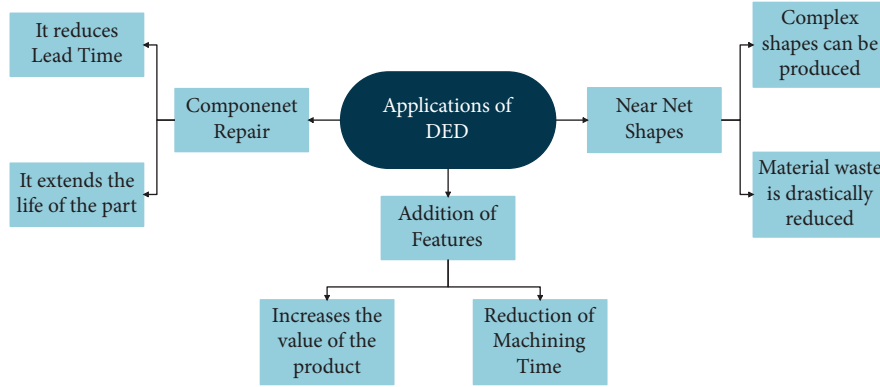 It reduces
Lead Time
Componenet
Repair
It extends the
life of the part
Applications of
DED
Near Net
Shapes
Complex
shapes can be
produced
Material waste
is drastically
reduced
Addition of
Features
Increases the
value of the
product
Reduction of
Machining
Time